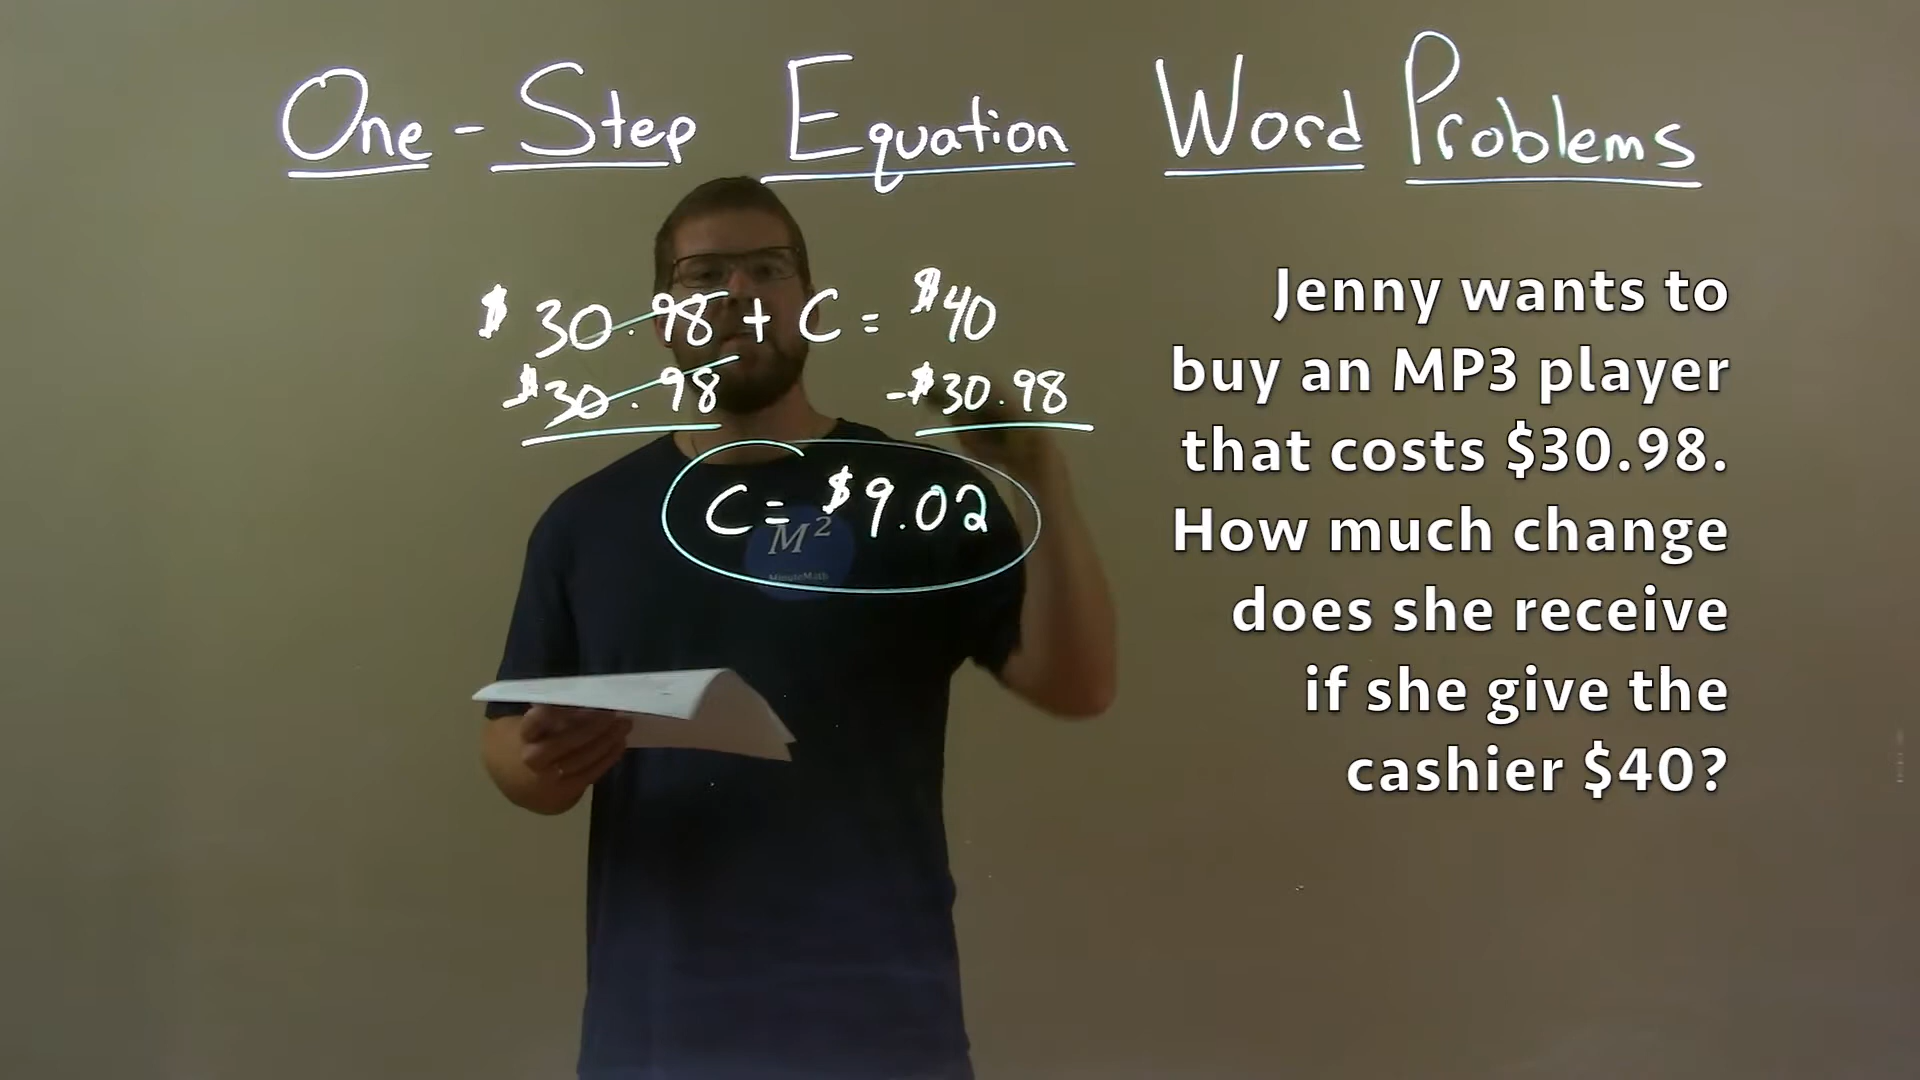 One-Step Equation Word Problems
$30.98 + C = $40
-$30.98 -$30.98
C = $9.02
M²
MinuteMath
Jenny wants to
buy an MP3 player
that costs $30.98.
How much change
does she receive
if she give the
cashier $40?